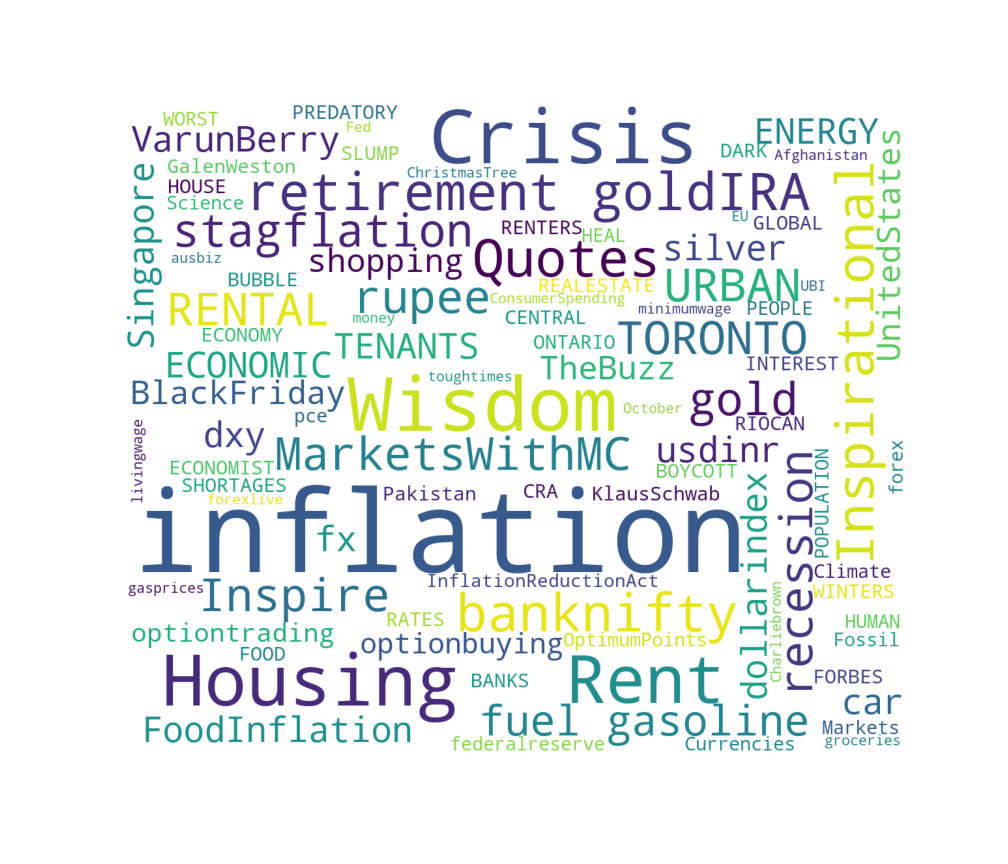 WORST
PREDATORY
Fed
Crisis
ENERGY
VarunBerry
SLUMP
DARK
Afghanistan
GalenWeston
ChristmasTree
HOUSE
Science
retirement
goldIRA
Singapore
UnitedStates
Inspirational
stagflation
RENTERS
HEAL
EU
GLOBAL
ausbiz
shopping
Quotes
silver
BUBBLE
rupee
REALESTATE
URBAN
UBI
ConsumerSpending
RENTAL
money
CENTRAL
minimumwage
PEOPLE
ECONOMY
TENANTS
ONTARIO
TORONTO
ECONOMIC
TheBuzz
INTEREST
toughtimes
BlackFriday
pce
Wisdom
October
gold
RIOCAN
livingwage
dxy
MarketsWithMC
usdinr
forex
ECONOMIST
BOYCOTT
SHORTAGES
forexlive
Pakistan
CRA
KlausSchwab
recession
POPULATION
dollarindex
inflation
fx
gasprices
Inspire
InflationReductionAct
Climate
WINTERS
Charliebrown
RATES
banknifty
optiontrading
optionbuying
OptimumPoints
HUMAN
Fossil
FOOD
Housing
BANKS
Rent
FORBES
car
FoodInflation
fuel
gasoline
Markets
federalreserve
Currencies
groceries